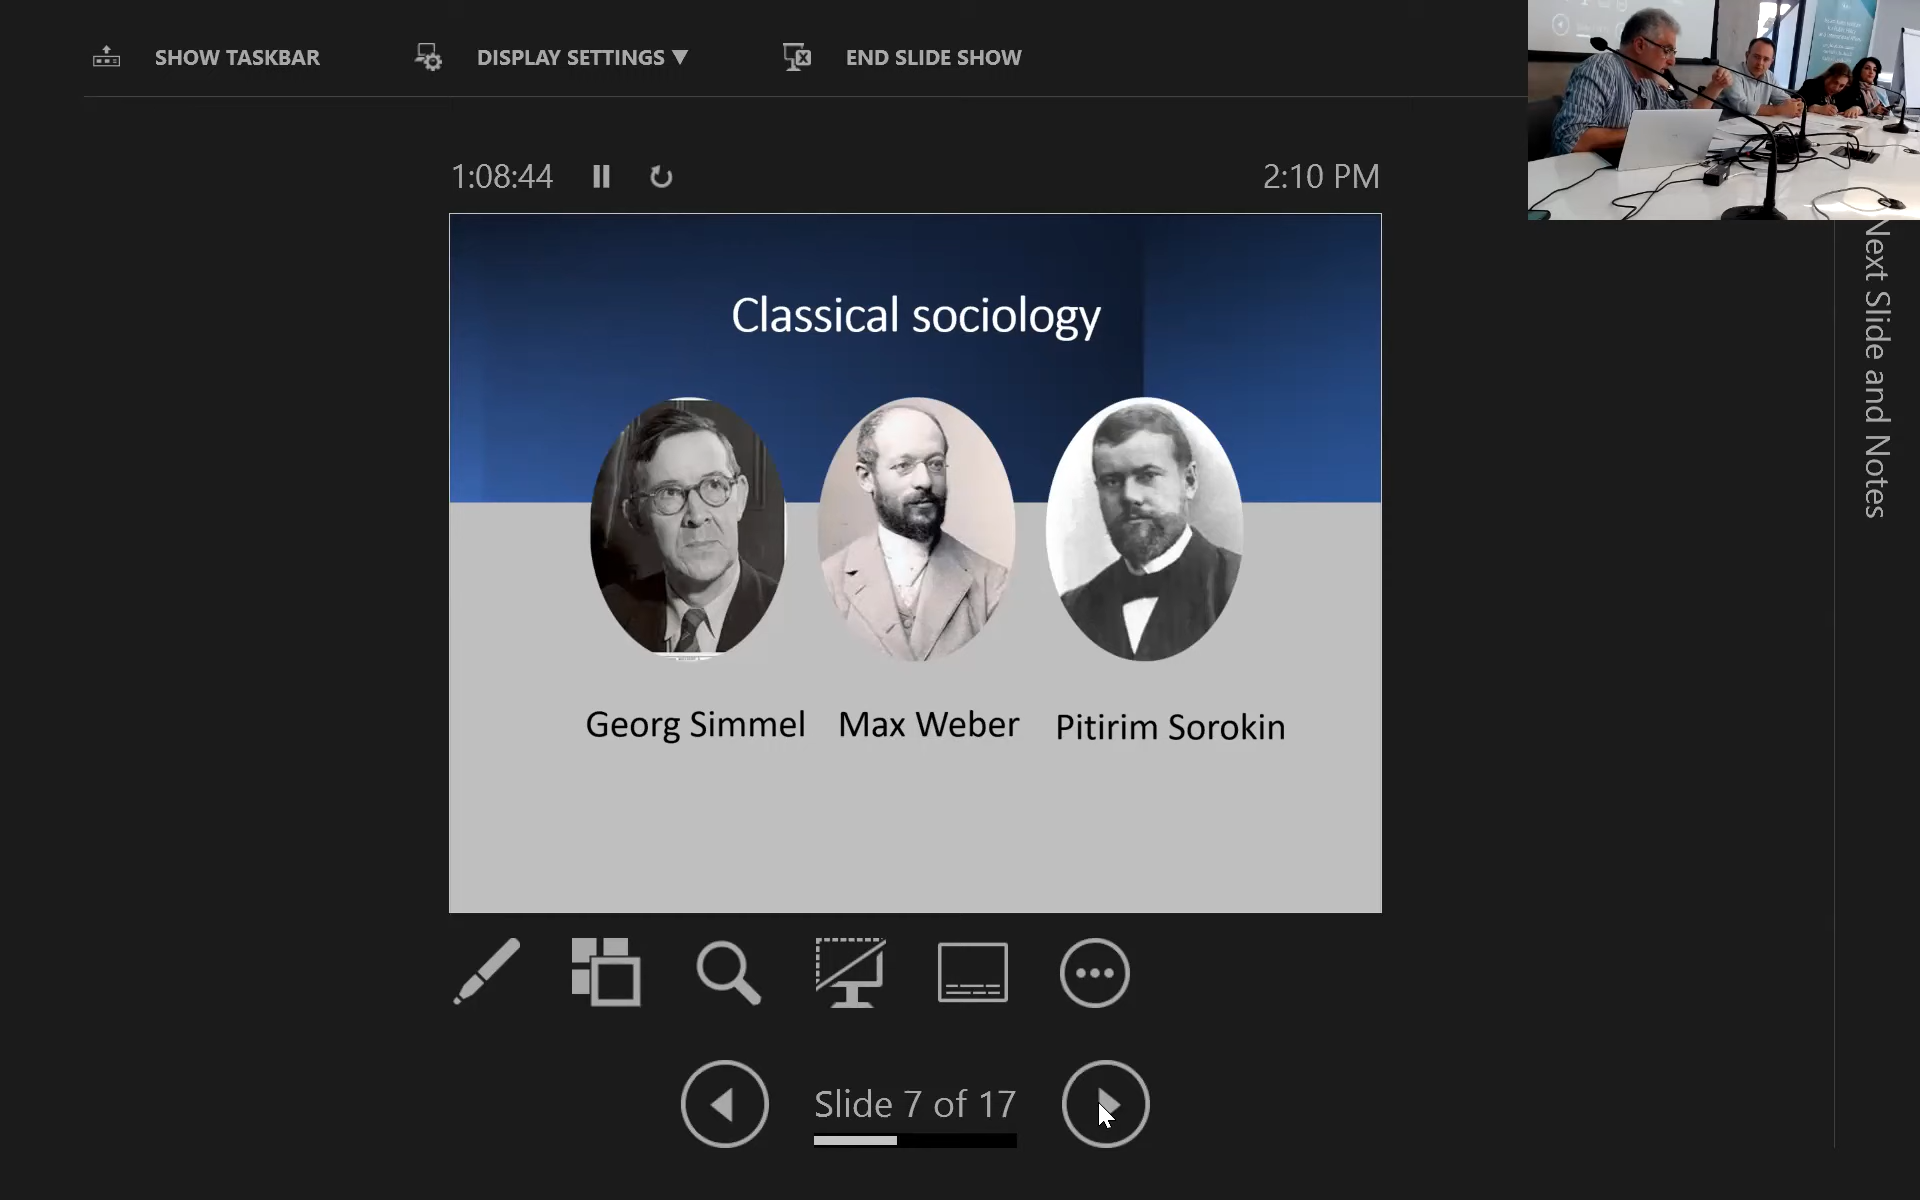 SHOW TASKBAR
DISPLAY SETTINGS ▼
END SLIDE SHOW
1:08:44
2:10 PM
Classical sociology
Georg Simmel
Max Weber
Pitirim Sorokin
Next Slide and Notes
Slide 7 of 17